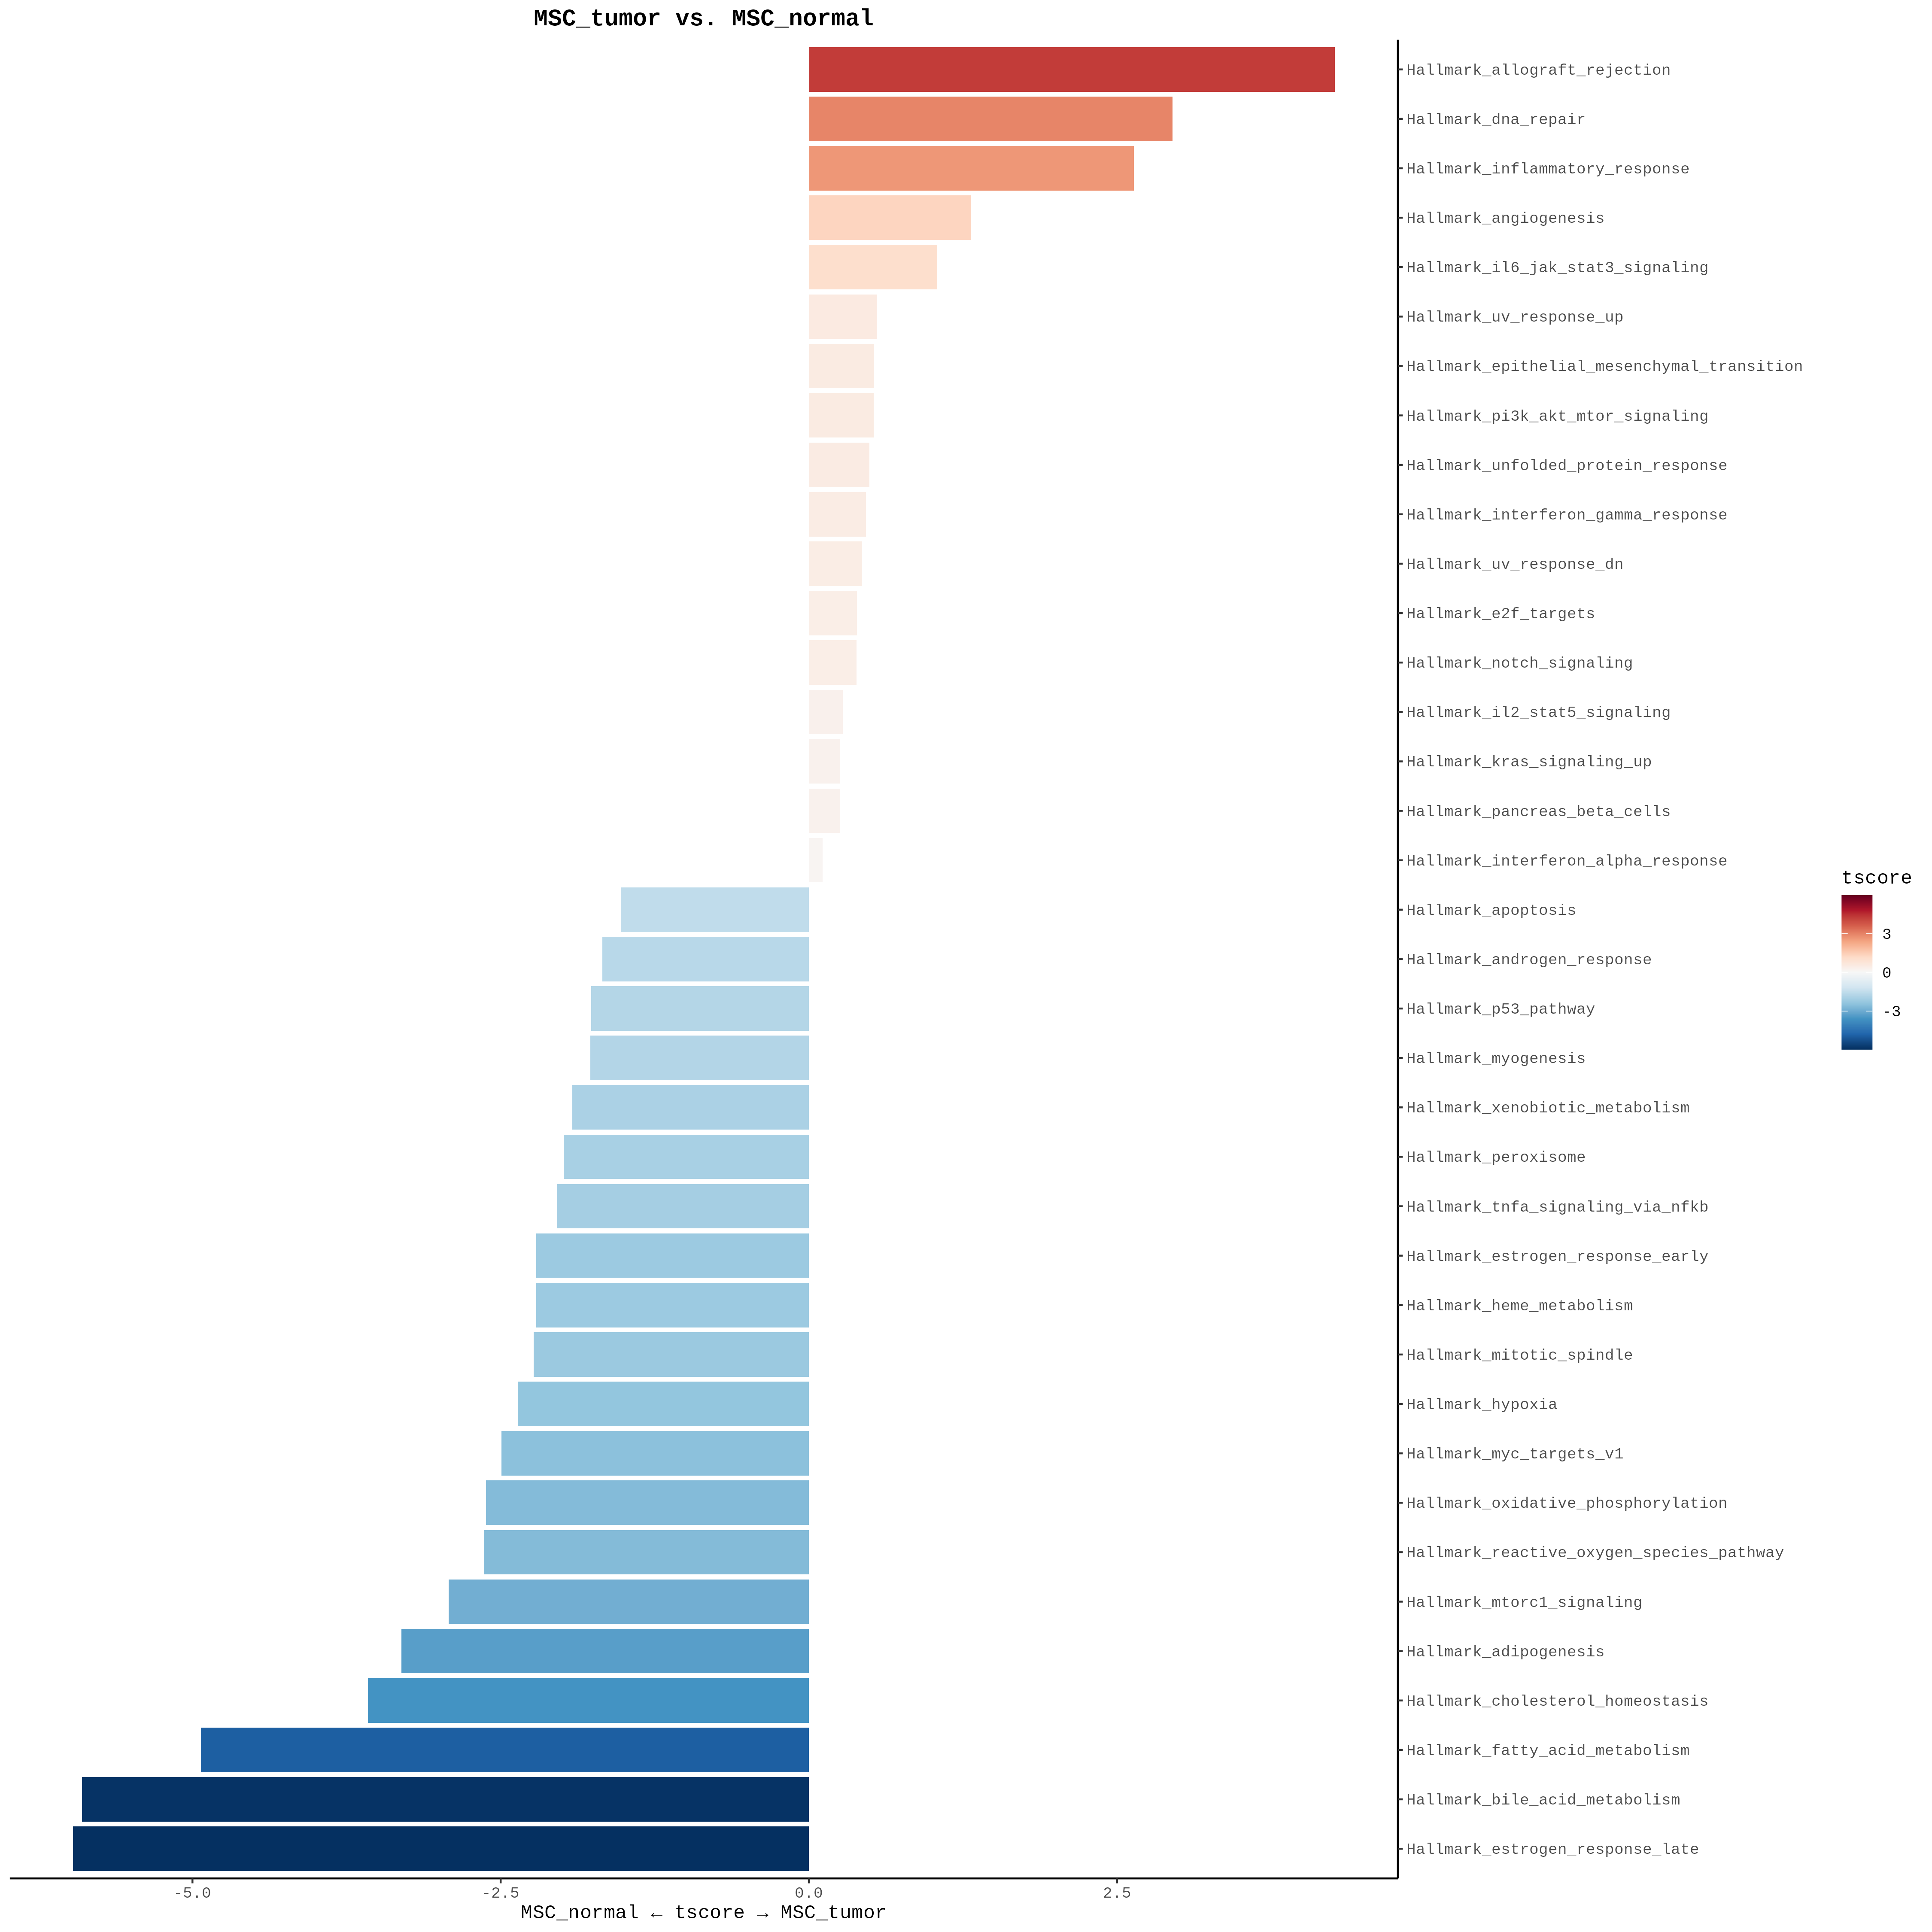 MSC_tumor vs. MSC_normal
Hallmark_allograft_rejection
Hallmark_dna_repair
Hallmark_inflammatory_response
Hallmark_angiogenesis
Hallmark_il6_jak_stat3_signaling
Hallmark_uv_response_up
Hallmark_epithelial_mesenchymal_transition
Hallmark_pi3k_akt_mtor_signaling
Hallmark_unfolded_protein_response
Hallmark_interferon_gamma_response
Hallmark_uv_response_dn
Hallmark_e2f_targets
Hallmark_notch_signaling
Hallmark_il2_stat5_signaling
Hallmark_kras_signaling_up
Hallmark_pancreas_beta_cells
Hallmark_interferon_alpha_response
Hallmark_apoptosis
Hallmark_androgen_response
Hallmark_p53_pathway
Hallmark_myogenesis
Hallmark_xenobiotic_metabolism
Hallmark_peroxisome
Hallmark_tnfa_signaling_via_nfkb
Hallmark_estrogen_response_early
Hallmark_heme_metabolism
Hallmark_mitotic_spindle
Hallmark_hypoxia
Hallmark_myc_targets_v1
Hallmark_oxidative_phosphorylation
Hallmark_reactive_oxygen_species_pathway
Hallmark_mtorc1_signaling
Hallmark_adipogenesis
Hallmark_cholesterol_homeostasis
Hallmark_fatty_acid_metabolism
Hallmark_bile_acid_metabolism
Hallmark_estrogen_response_late
tscore
3
0
-3
-5.0 -2.5 0.0 2.5
MSC_normal ← tscore → MSC_tumor